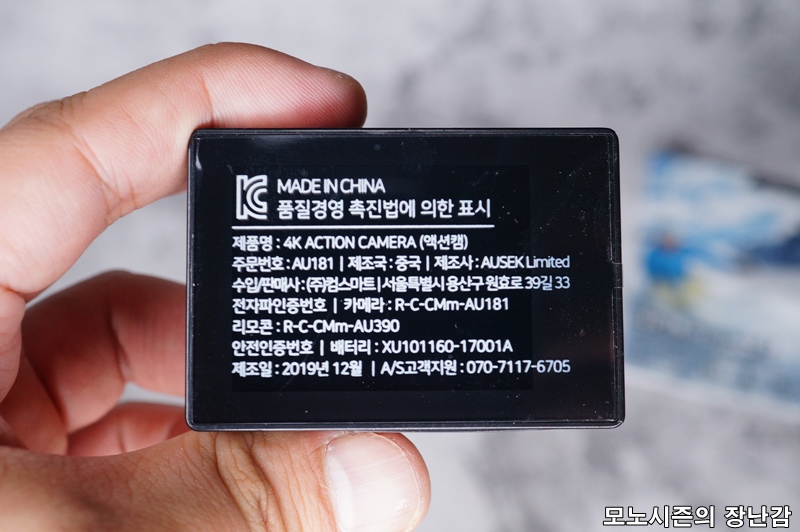 KC MADE IN CHINA
품질경영 촉진법에 의한 표시
제품명 : 4K ACTION CAMERA (액션캠)
주문번호 : AU181 | 제조국 : 중국 | 제조사 : AUSEK Limited
수입/판매사 : (주)컴스마트 | 서울특별시 용산구 원효로 39길 33
전자파인증번호 | 카메라 : R-C-CMm-AU181
리모콘 : R-C-CMm-AU390
안전인증번호 | 배터리 : XU101160-17001A
제조일 : 2019년 12월 | A/S고객지원 : 070-7117-6705
모노시즌의 장난감